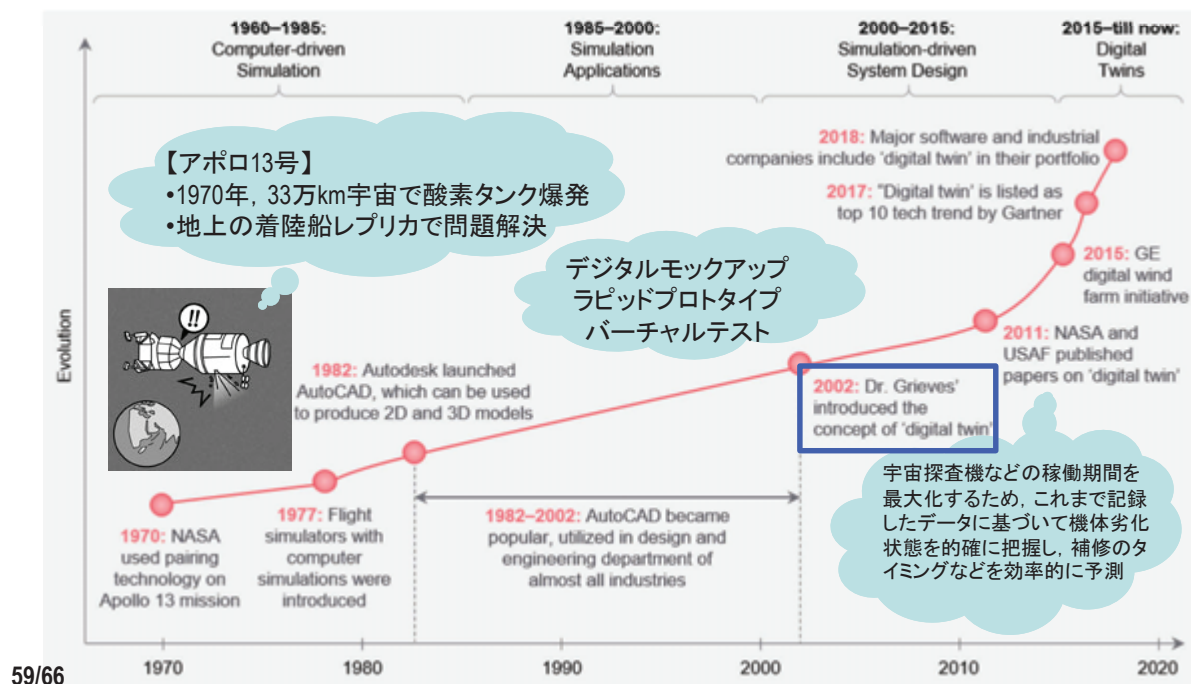 1960–1985:
Computer-driven
Simulation
1985–2000:
Simulation
Applications
2000–2015:
Simulation-driven
System Design
2015–till now:
Digital
Twins
【アポロ13号】
•1970年，33万km宇宙で酸素タンク爆発
•地上の着陸船レプリカで問題解決
!!
デジタルモックアップ
ラピッドプロトタイプ
バーチャルテスト
2018: Major software and industrial
companies include 'digital twin' in their portfolio
2017: "Digital twin' is listed as
top 10 tech trend by Gartner
2015: GE
digital wind
farm initiative
2011: NASA and
USAF published
papers on 'digital twin'
2002: Dr. Grieves'
introduced the
concept of 'digital twin'
1982: Autodesk launched
AutoCAD, which can be used
to produce 2D and 3D models
宇宙探査機などの稼働期間を
最大化するため，これまで記録
したデータに基づいて機体劣化
状態を的確に把握し，補修のタ
イミングなどを効率的に予測
1970: NASA
used pairing
technology on
Apollo 13 mission
1977: Flight
simulators with
computer
simulations were
introduced
1982–2002: AutoCAD became
popular, utilized in design and
engineering department of
almost all industries
Evolution
1970
1980
1990
2000
2010
2020
59/66